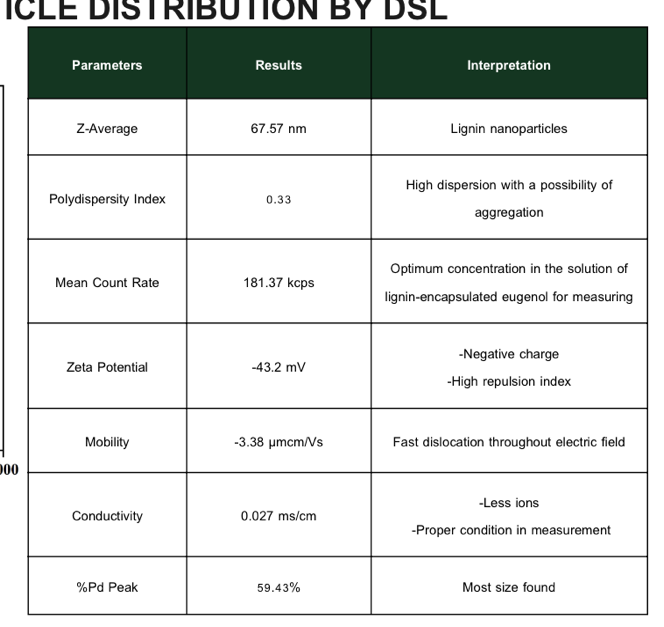 ICLE DISTRIBUTION BY DSL
Parameters Results Interpretation
Z-Average 67.57 nm Lignin nanoparticles
Polydispersity Index 0.33 High dispersion with a possibility of
aggregation
Mean Count Rate 181.37 kcps Optimum concentration in the solution of
lignin-encapsulated eugenol for measuring
Zeta Potential -43.2 mV -Negative charge
-High repulsion index
Mobility -3.38 µmcm/Vs Fast dislocation throughout electric field
000
Conductivity 0.027 ms/cm -Less ions
-Proper condition in measurement
%Pd Peak 59.43% Most size found